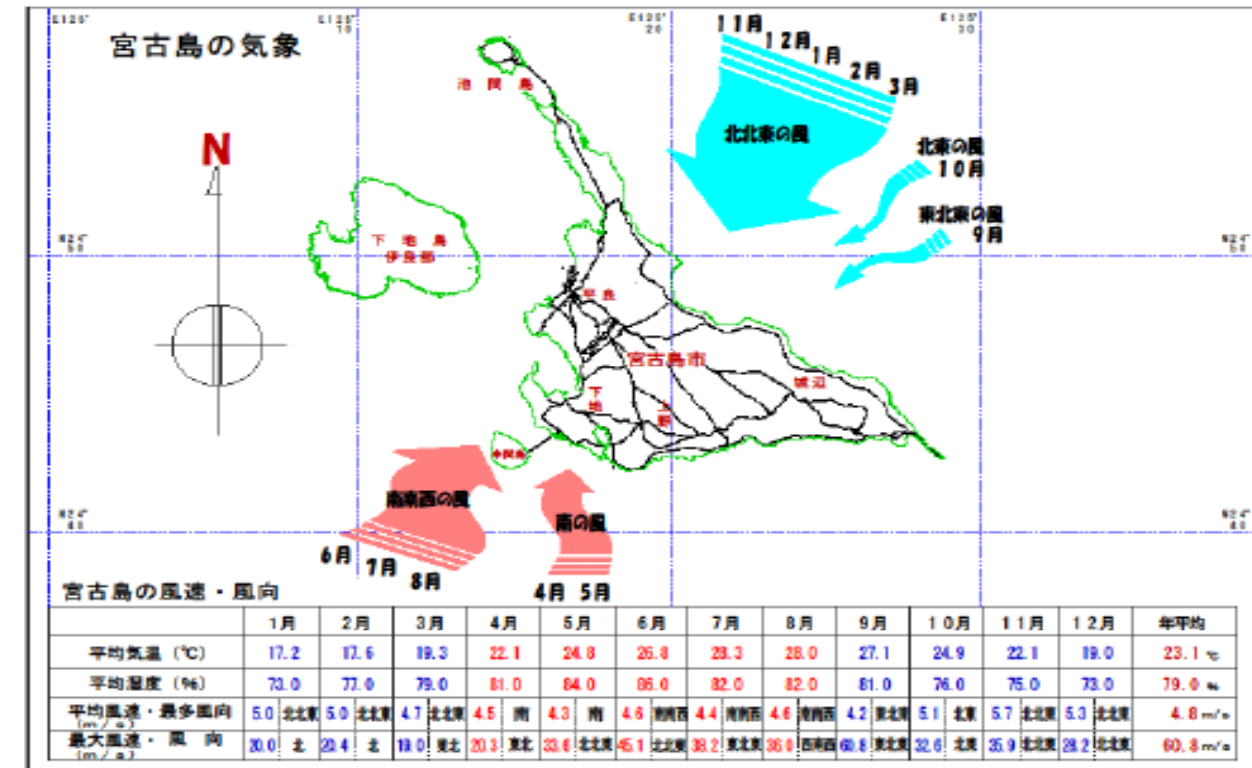 E125°
E125°
10
E125°
20
E125°
30
宮古島の気象
11月
12月
1月
2月
3月
池間島
北北東の風
北東の風
10月
東北東の風
9月
N
N24°
50
N24°
50
下地島
伊良部
平良
宮古島市
城辺
下地
上野
来間島
南南西の風
南の風
N24°
N24°
6月
7月
8月
4月 5月
宮古島の風速・風向
1月 2月 3月 4月 5月 6月 7月 8月 9月 10月 11月 12月 年平均
平均気温(℃) 17.2 17.6 19.3 22.1 24.8 26.8 28.3 28.0 27.1 24.9 22.1 19.0 23.1 ℃
平均湿度(%) 73.0 77.0 79.0 81.0 84.0 86.0 82.0 82.0 81.0 76.0 75.0 73.0 79.0 %
平均風速・最多風向 5.0 北北東 5.0 北北東 4.7 北北東 4.5 南 4.3 南 4.6 南南西 4.4 南南西 4.6 南南西 4.2 東北東 5.1 北東 5.7 北北東 5.3 北北東 4.8 m/s
(m/s)
最大風速・風向 20.0 北 20.4 北 19.0 東北 20.3 東北 33.6 北北東 45.1 北北東 38.2 東北東 36.0 西南西 60.8 東北東 32.6 北東 35.9 北北東 28.2 北北東 60.8 m/s
(m/s)